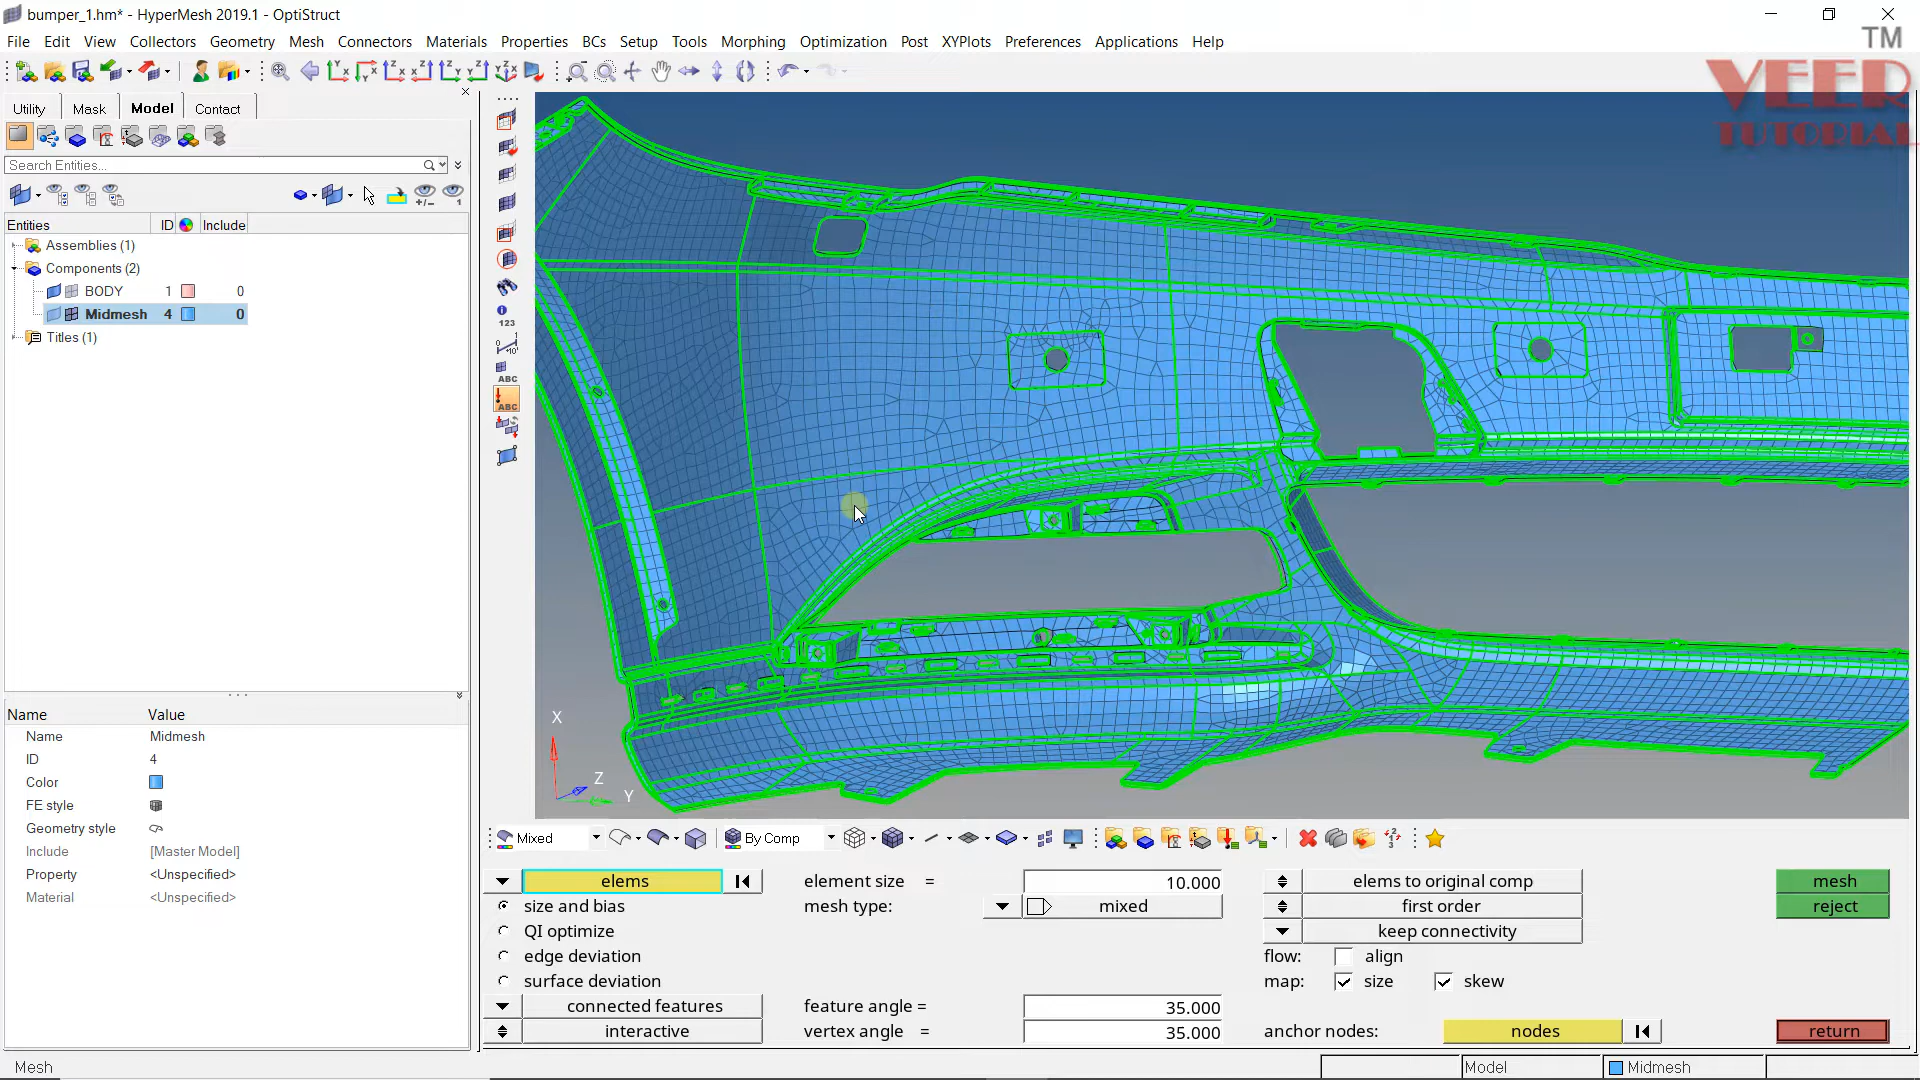 bumper_1.hm* - HyperMesh 2019.1 - OptiStruct
File Edit View Collectors Geometry Mesh Connectors Materials Properties BCs Setup Tools Morphing Optimization Post XYPlots Preferences Applications Help
TM
VEER
TUTORIAL
Utility Mask Model Contact
Search Entities...
Entities ID Include
Assemblies (1)
Components (2)
BODY 1 0
Midmesh 4 0
Titles (1)
123
ABC
ABC
Name Value
Name Midmesh
ID 4
Color
FE style
Geometry style
Include [Master Model]
Property <Unspecified>
Material <Unspecified>
X
Z
Y
Mixed By Comp
elems element size = 10.000 elems to original comp mesh
size and bias mesh type: mixed first order reject
QI optimize keep connectivity
edge deviation flow: align
surface deviation map: size skew
connected features feature angle = 35.000
interactive vertex angle = 35.000 anchor nodes: nodes return
Mesh Model Midmesh